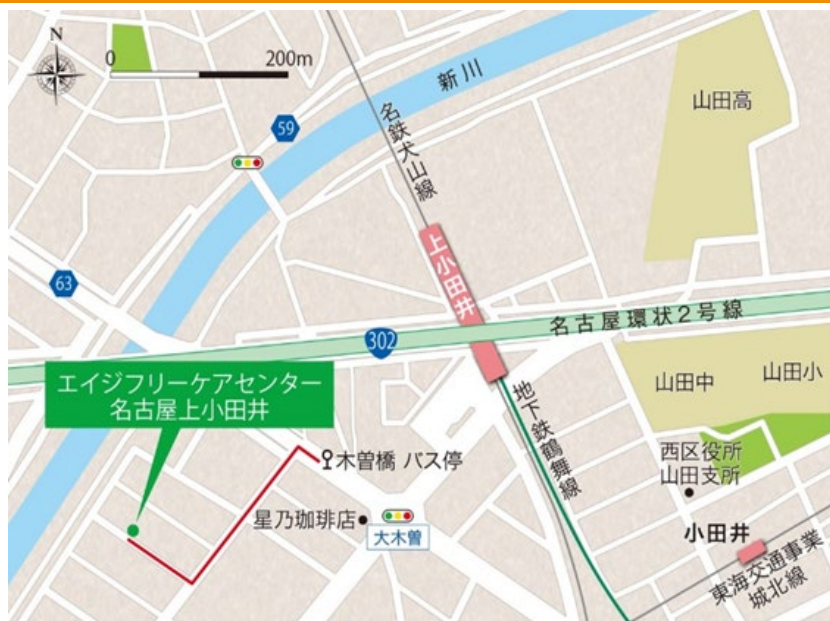 N
0
200m
新川
59
名鉄犬山線
山田高
上小田井
63
名古屋環状2号線
302
エイジフリーケアセンター
名古屋上小田井
山田中
山田小
地下鉄鶴舞線
木曽橋 バス停
西区役所
山田支所
星乃珈琲店
大木曽
小田井
東海交通事業
城北線